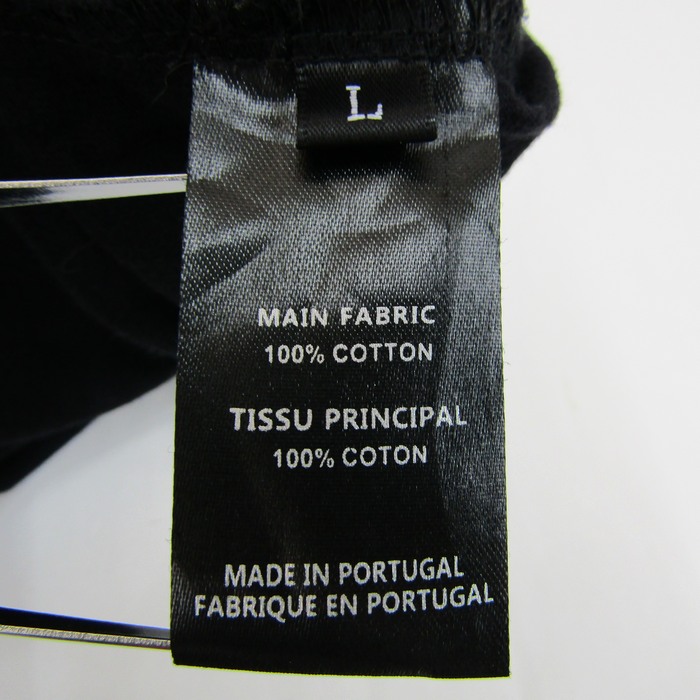 L
MAIN FABRIC
100% COTTON
TISSU PRINCIPAL
100% COTON
MADE IN PORTUGAL
FABRIQUE EN PORTUGAL